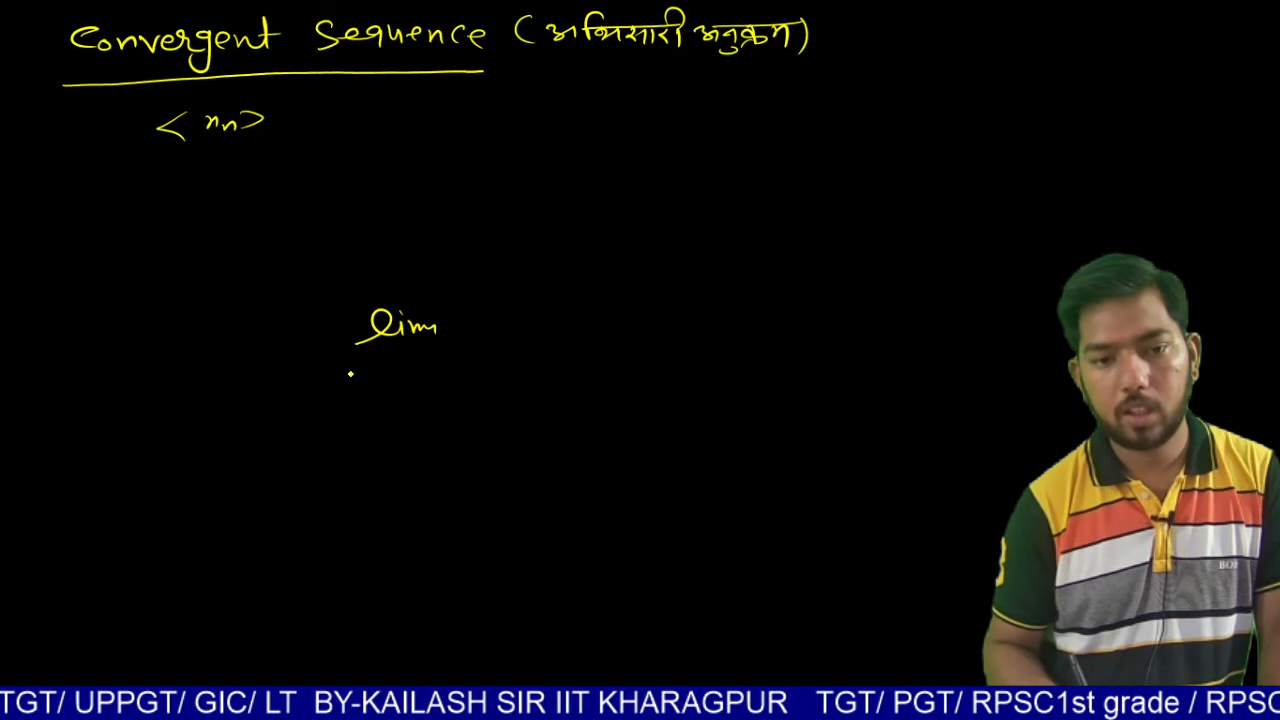 Convergent Sequence (अभिसारी अनुक्रम)
< xn >
lim
TGT/ UPPGT/ GIC/ LT BY-KAILASH SIR IIT KHARAGPUR TGT/ PGT/ RPSC1st grade / RPSC